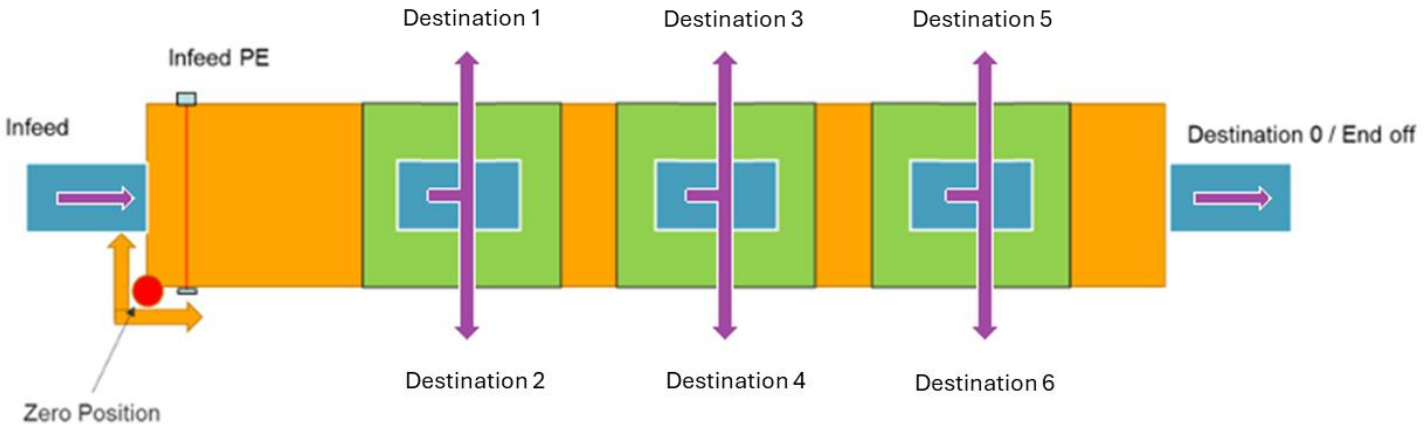 Destination 1
Destination 3
Destination 5
Infeed PE
Infeed
Destination 0 / End off
Destination 2
Destination 4
Destination 6
Zero Position